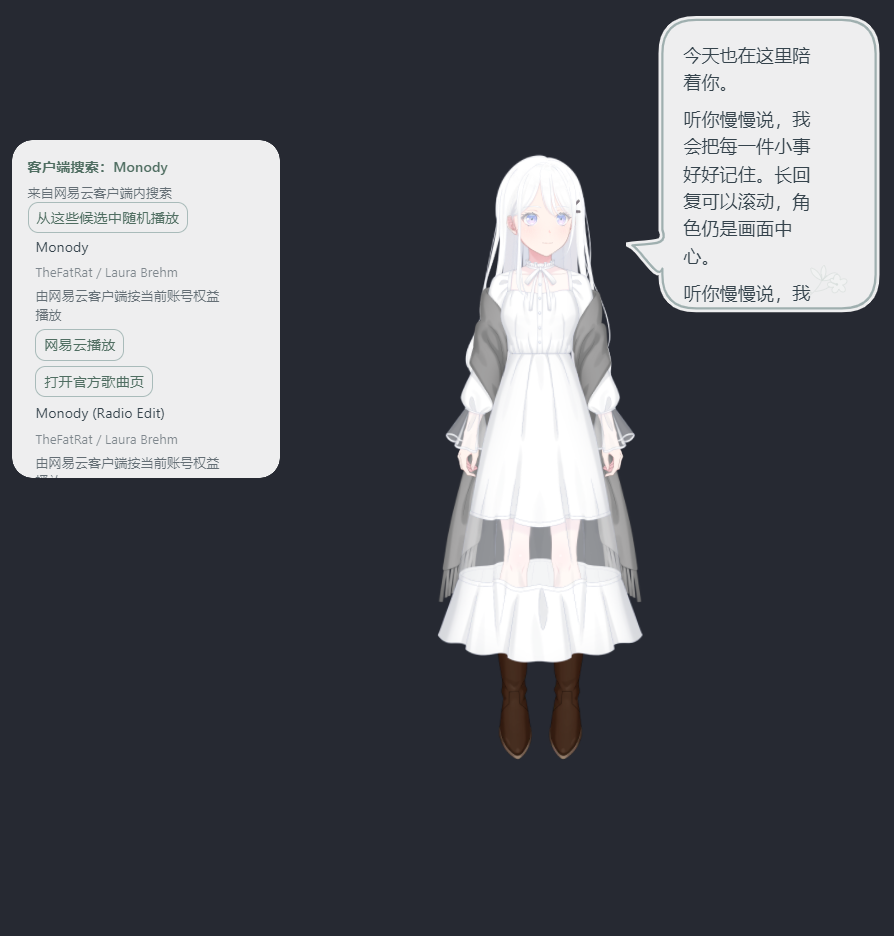 客户端搜索：Monody
来自网易云客户端内搜索
从这些候选中随机播放
Monody
TheFatRat / Laura Brehm
由网易云客户端按当前账号权益
播放
网易云播放
打开官方歌曲页
Monody (Radio Edit)
TheFatRat / Laura Brehm
由网易云客户端按当前账号权益
今天也在这里陪
着你。
听你慢慢说，我
会把每一件小事
好好记住。长回
复可以滚动，角
色仍是画面中
心。
听你慢慢说，我